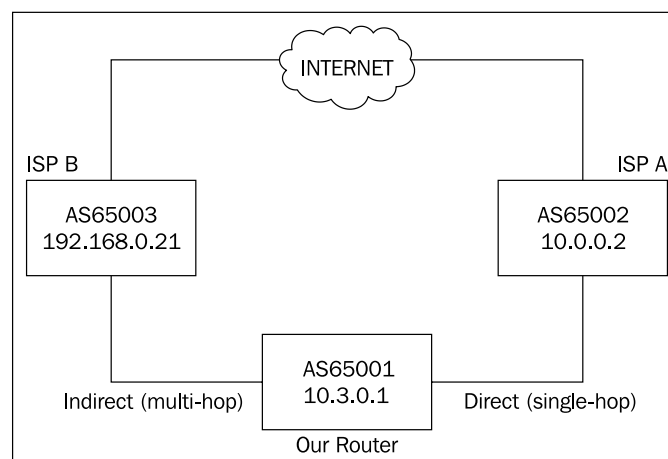 INTERNET
ISP B
ISP A
AS65003
192.168.0.21
AS65002
10.0.0.2
AS65001
10.3.0.1
Indirect (multi-hop)
Direct (single-hop)
Our Router